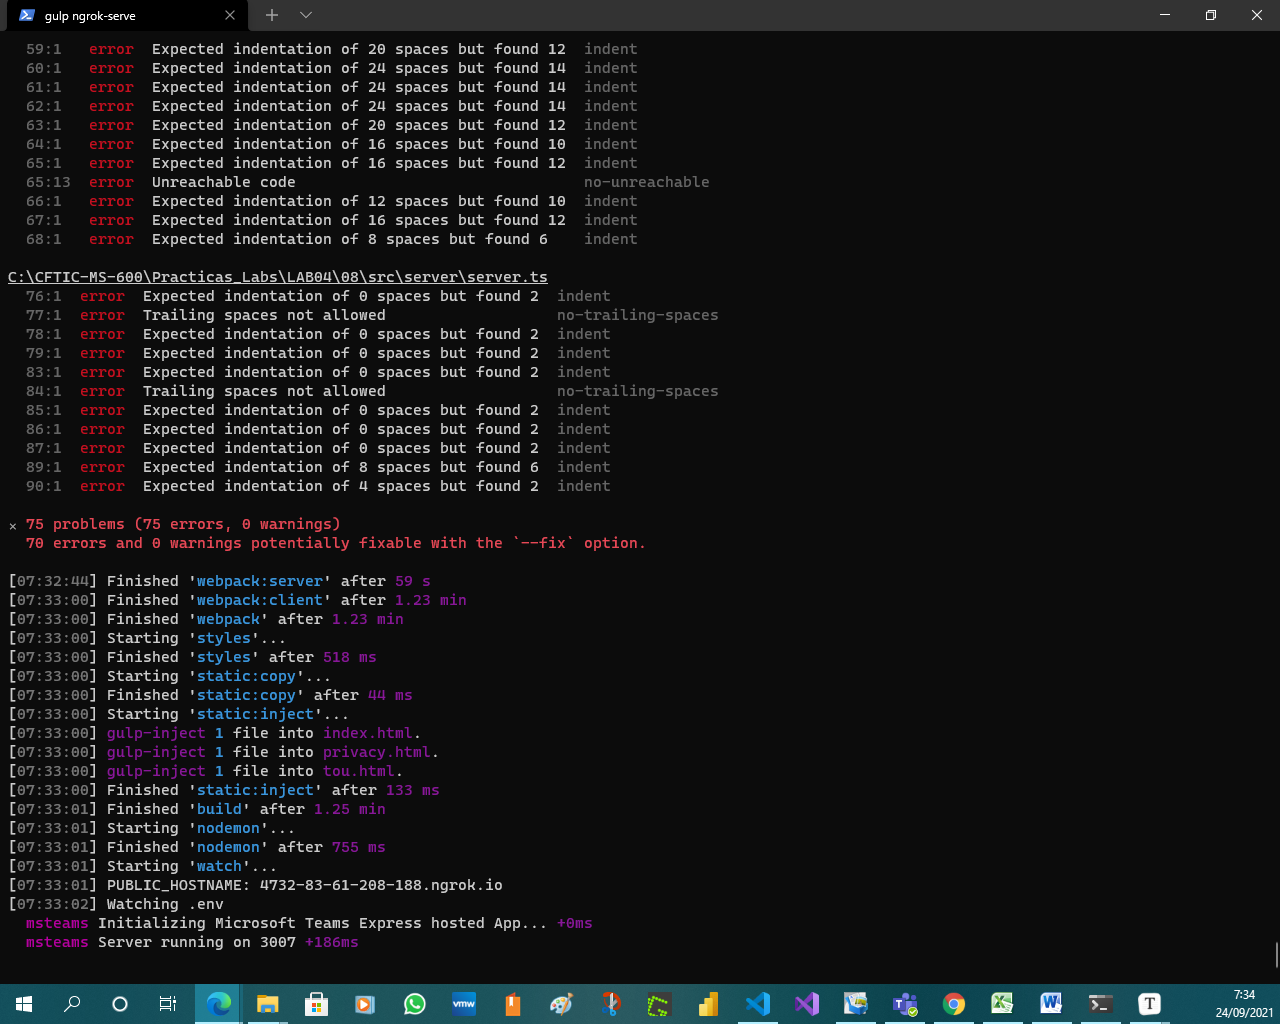 gulp ngrok-serve
59:1 error Expected indentation of 20 spaces but found 12 indent
60:1 error Expected indentation of 24 spaces but found 14 indent
61:1 error Expected indentation of 24 spaces but found 14 indent
62:1 error Expected indentation of 24 spaces but found 14 indent
63:1 error Expected indentation of 20 spaces but found 12 indent
64:1 error Expected indentation of 16 spaces but found 10 indent
65:1 error Expected indentation of 16 spaces but found 12 indent
65:13 error Unreachable code no-unreachable
66:1 error Expected indentation of 12 spaces but found 10 indent
67:1 error Expected indentation of 16 spaces but found 12 indent
68:1 error Expected indentation of 8 spaces but found 6 indent
C:\CFTIC-MS-600\Practicas_Labs\LAB04\08\src\server\server.ts
76:1 error Expected indentation of 0 spaces but found 2 indent
77:1 error Trailing spaces not allowed no-trailing-spaces
78:1 error Expected indentation of 0 spaces but found 2 indent
79:1 error Expected indentation of 0 spaces but found 2 indent
83:1 error Expected indentation of 0 spaces but found 2 indent
84:1 error Trailing spaces not allowed no-trailing-spaces
85:1 error Expected indentation of 0 spaces but found 2 indent
86:1 error Expected indentation of 0 spaces but found 2 indent
87:1 error Expected indentation of 0 spaces but found 2 indent
89:1 error Expected indentation of 8 spaces but found 6 indent
90:1 error Expected indentation of 4 spaces but found 2 indent
× 75 problems (75 errors, 0 warnings)
70 errors and 0 warnings potentially fixable with the `--fix` option.
[07:32:44] Finished 'webpack:server' after 59 s
[07:33:00] Finished 'webpack:client' after 1.23 min
[07:33:00] Finished 'webpack' after 1.23 min
[07:33:00] Starting 'styles'...
[07:33:00] Finished 'styles' after 518 ms
[07:33:00] Starting 'static:copy'...
[07:33:00] Finished 'static:copy' after 44 ms
[07:33:00] Starting 'static:inject'...
[07:33:00] gulp-inject 1 file into index.html.
[07:33:00] gulp-inject 1 file into privacy.html.
[07:33:00] gulp-inject 1 file into tou.html.
[07:33:00] Finished 'static:inject' after 133 ms
[07:33:01] Finished 'build' after 1.25 min
[07:33:01] Starting 'nodemon'...
[07:33:01] Finished 'nodemon' after 755 ms
[07:33:01] Starting 'watch'...
[07:33:01] PUBLIC_HOSTNAME: 4732-83-61-208-188.ngrok.io
[07:33:02] Watching .env
msteams Initializing Microsoft Teams Express hosted App... +0ms
msteams Server running on 3007 +186ms
vmw
T
7:34
24/09/2021